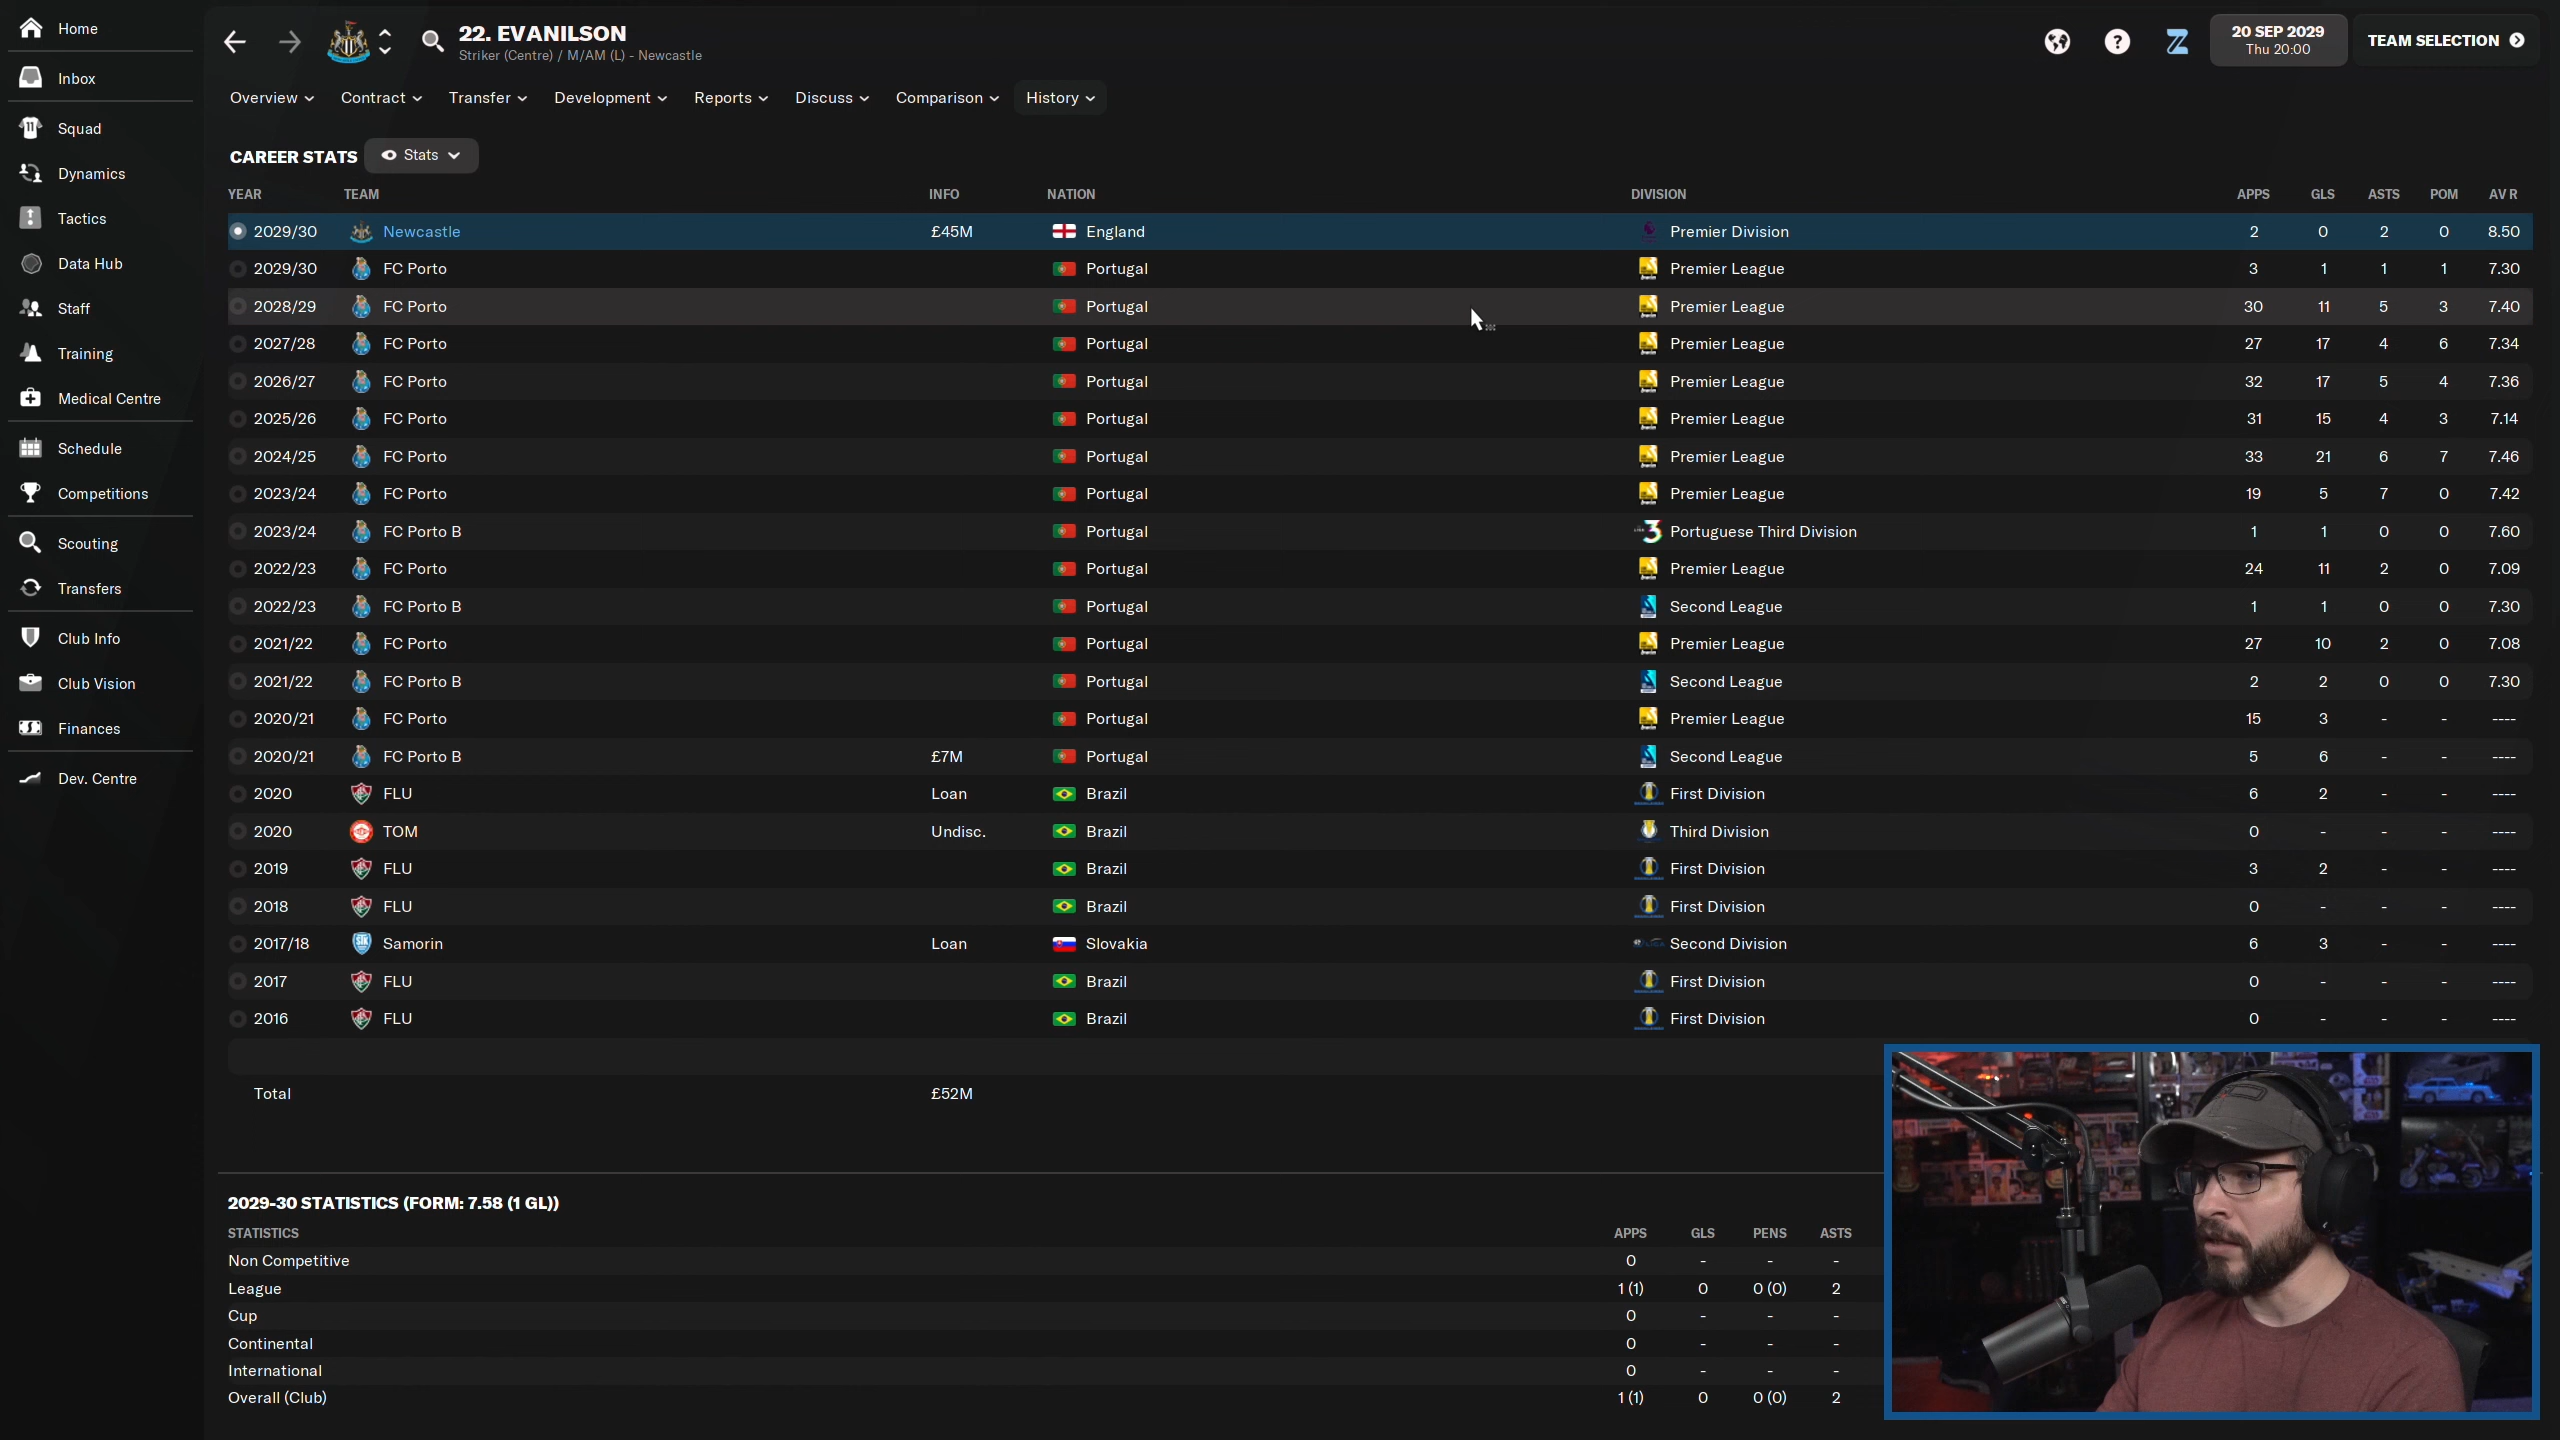 Home
Inbox
Squad
Dynamics
Tactics
Data Hub
Staff
Training
Medical Centre
Schedule
Competitions
Scouting
Transfers
Club Info
Club Vision
Finances
Dev. Centre
22. EVANILSON
Striker (Centre) / M/AM (L) - Newcastle
20 SEP 2029
Thu 20:00
TEAM SELECTION
Overview Contract Transfer Development Reports Discuss Comparison History
CAREER STATS Stats
YEAR TEAM INFO NATION DIVISION APPS GLS ASTS POM AV R
2029/30 Newcastle £45M England Premier Division 2 0 2 0 8.50
2029/30 FC Porto Portugal Premier League 3 1 1 1 7.30
2028/29 FC Porto Portugal Premier League 30 11 5 3 7.40
2027/28 FC Porto Portugal Premier League 27 17 4 6 7.34
2026/27 FC Porto Portugal Premier League 32 17 5 4 7.36
2025/26 FC Porto Portugal Premier League 31 15 4 3 7.14
2024/25 FC Porto Portugal Premier League 33 21 6 7 7.46
2023/24 FC Porto Portugal Premier League 19 5 7 0 7.42
2023/24 FC Porto B Portugal Portuguese Third Division 1 1 0 0 7.60
2022/23 FC Porto Portugal Premier League 24 11 2 0 7.09
2022/23 FC Porto B Portugal Second League 1 1 0 0 7.30
2021/22 FC Porto Portugal Premier League 27 10 2 0 7.08
2021/22 FC Porto B Portugal Second League 2 2 0 0 7.30
2020/21 FC Porto Portugal Premier League 15 3 - - ----
2020/21 FC Porto B £7M Portugal Second League 5 6 - - ----
2020 FLU Loan Brazil First Division 6 2 - - ----
2020 TOM Undisc. Brazil Third Division 0 - - - ----
2019 FLU Brazil First Division 3 2 - - ----
2018 FLU Brazil First Division 0 - - - ----
2017/18 Samorin Loan Slovakia Second Division 6 3 - - ----
2017 FLU Brazil First Division 0 - - - ----
2016 FLU Brazil First Division 0 - - - ----
Total £52M
2029-30 STATISTICS (FORM: 7.58 (1 GL))
STATISTICS APPS GLS PENS ASTS
Non Competitive 0 - - -
League 1 (1) 0 0 (0) 2
Cup 0 - - -
Continental 0 - - -
International 0 - - -
Overall (Club) 1 (1) 0 0 (0) 2